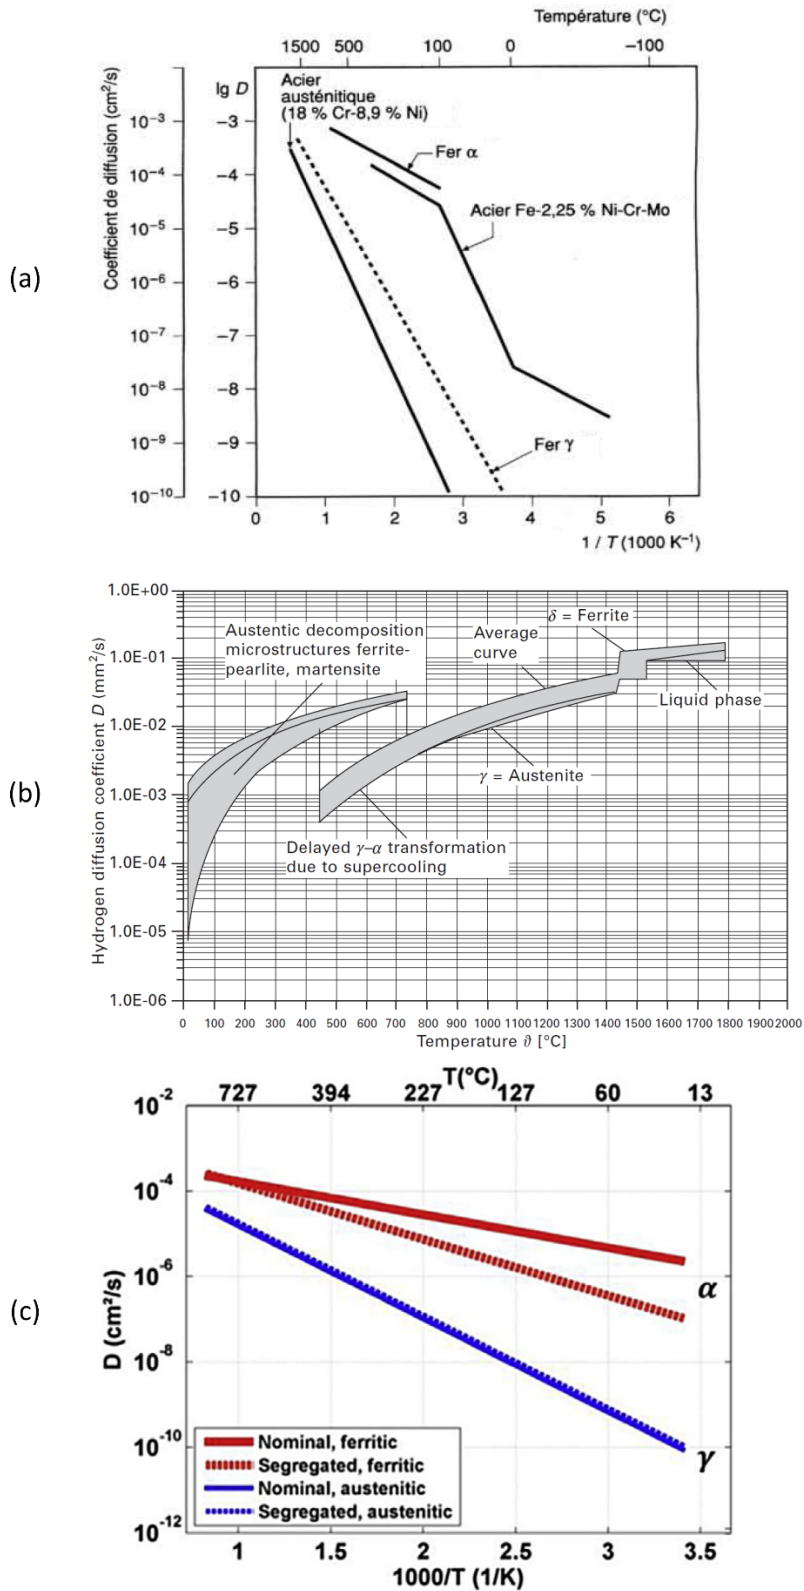 (a)
Température (°C)
1500 500 100 0 −100
Coefficient de diffusion (cm²/s)
10⁻³
10⁻⁴
10⁻⁵
10⁻⁶
10⁻⁷
10⁻⁸
10⁻⁹
10⁻¹⁰
lg D
−3
−4
−5
−6
−7
−8
−9
−10
Acier
austénitique
(18 % Cr-8,9 % Ni)
Fer α
Acier Fe-2,25 % Ni-Cr-Mo
Fer γ
0 1 2 3 4 5 6
1 / T (1000 K⁻¹)
(b)
Hydrogen diffusion coefficient D (mm²/s)
1.0E+00
1.0E-01
1.0E-02
1.0E-03
1.0E-04
1.0E-05
1.0E-06
Austentic decomposition
microstructures ferrite-
pearlite, martensite
Average
curve
δ = Ferrite
Liquid phase
γ = Austenite
Delayed γ–α transformation
due to supercooling
0 100 200 300 400 500 600 700 800 900 1000 1100 1200 1300 1400 1500 1600 1700 1800 1900 2000
Temperature ϑ [°C]
(c)
T(°C)
727 394 227 127 60 13
D (cm²/s)
10⁻²
10⁻⁴
10⁻⁶
10⁻⁸
10⁻¹⁰
10⁻¹²
α
γ
Nominal, ferritic
Segregated, ferritic
Nominal, austenitic
Segregated, austenitic
1 1.5 2 2.5 3 3.5
1000/T (1/K)